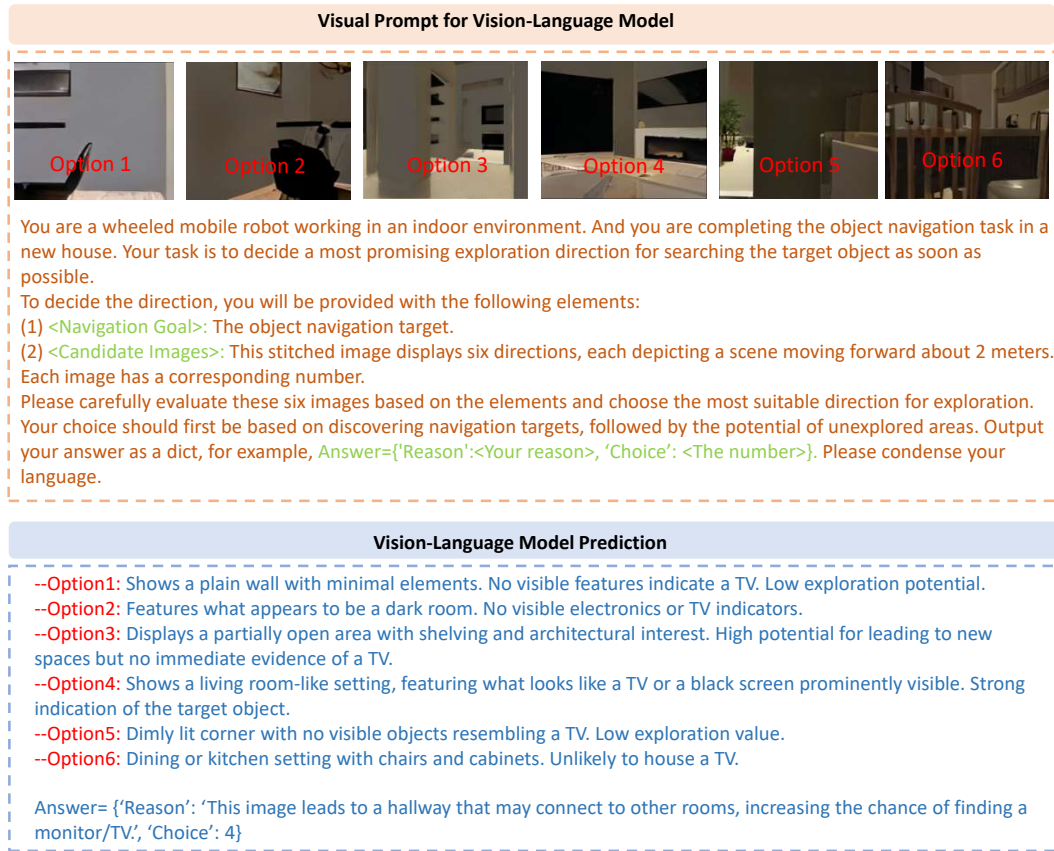 Visual Prompt for Vision-Language Model
Option 1
Option 2
Option 3
Option 4
Option 5
Option 6
You are a wheeled mobile robot working in an indoor environment. And you are completing the object navigation task in a
new house. Your task is to decide a most promising exploration direction for searching the target object as soon as
possible.
To decide the direction, you will be provided with the following elements:
(1) <Navigation Goal>: The object navigation target.
(2) <Candidate Images>: This stitched image displays six directions, each depicting a scene moving forward about 2 meters.
Each image has a corresponding number.
Please carefully evaluate these six images based on the elements and choose the most suitable direction for exploration.
Your choice should first be based on discovering navigation targets, followed by the potential of unexplored areas. Output
your answer as a dict, for example, Answer={'Reason':<Your reason>, ‘Choice’: <The number>}. Please condense your
language.
Vision-Language Model Prediction
--Option1: Shows a plain wall with minimal elements. No visible features indicate a TV. Low exploration potential.
--Option2: Features what appears to be a dark room. No visible electronics or TV indicators.
--Option3: Displays a partially open area with shelving and architectural interest. High potential for leading to new
spaces but no immediate evidence of a TV.
--Option4: Shows a living room-like setting, featuring what looks like a TV or a black screen prominently visible. Strong
indication of the target object.
--Option5: Dimly lit corner with no visible objects resembling a TV. Low exploration value.
--Option6: Dining or kitchen setting with chairs and cabinets. Unlikely to house a TV.
Answer= {‘Reason’: ‘This image leads to a hallway that may connect to other rooms, increasing the chance of finding a
monitor/TV.’, ‘Choice’: 4}